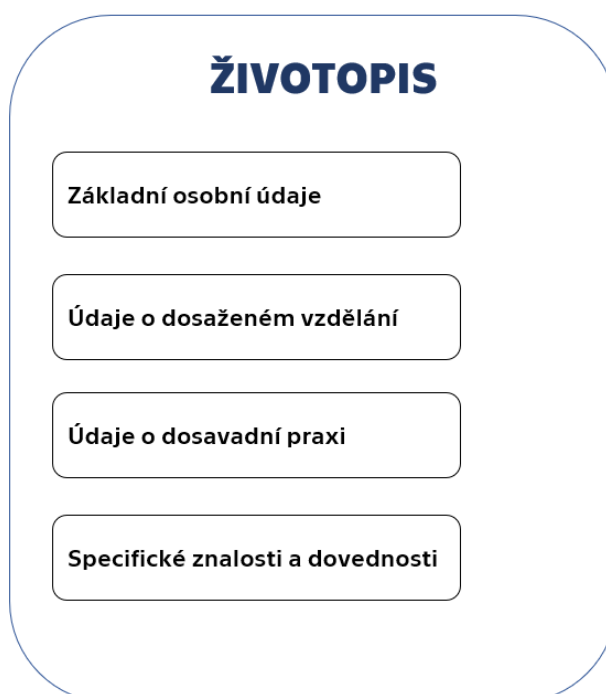 ŽIVOTOPIS
Základní osobní údaje
Údaje o dosaženém vzdělání
Údaje o dosavadní praxi
Specifické znalosti a dovednosti